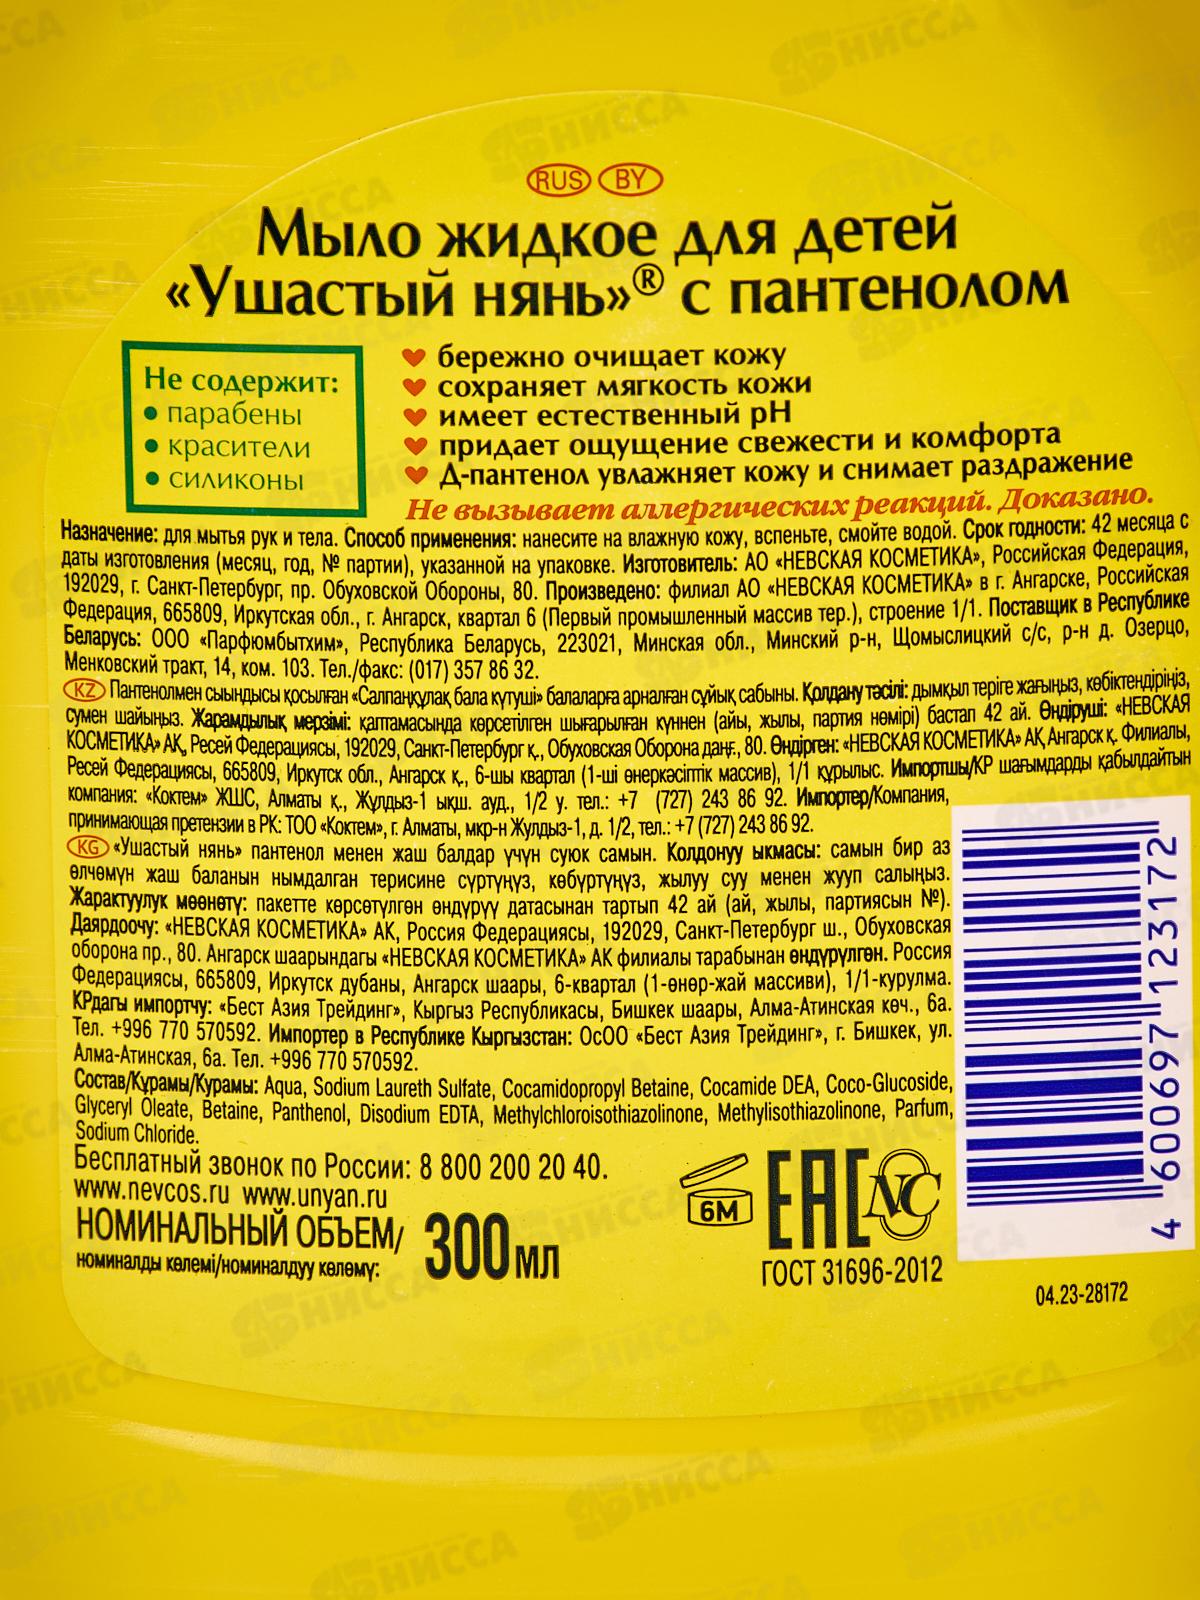 RUS BY
Мыло жидкое для детей
«Ушастый нянь»® с пантенолом
Не содержит:
• парабены
• красители
• силиконы
бережно очищает кожу
сохраняет мягкость кожи
имеет естественный pH
придает ощущение свежести и комфорта
Д-пантенол увлажняет кожу и снимает раздражение
Не вызывает аллергических реакций. Доказано.
Назначение: для мытья рук и тела. Способ применения: нанесите на влажную кожу, вспеньте, смойте водой. Срок годности: 42 месяца с
даты изготовления (месяц, год, № партии), указанной на упаковке. Изготовитель: АО «НЕВСКАЯ КОСМЕТИКА», Российская Федерация,
192029, г. Санкт-Петербург, пр. Обуховской Обороны, 80. Произведено: филиал АО «НЕВСКАЯ КОСМЕТИКА» в г. Ангарске, Российская
Федерация, 665809, Иркутская обл., г. Ангарск, квартал 6 (Первый промышленный массив тер.), строение 1/1. Поставщик в Республике
Беларусь: ООО «Парфюмбытхим», Республика Беларусь, 223021, Минская обл., Минский р-н, Щомыслицкий с/с, р-н д. Озерцо,
Менковский тракт, 14, ком. 103. Тел./факс: (017) 357 86 32.
KZ Пантенолмен сыындысы қосылған «Салпаңқұлақ бала күтуші» балаларға арналған сұйық сабыны. Қолдану тәсілі: дымқыл теріге жағыңыз, көбіктендіріңіз,
сумен шайыңыз. Жарамдылық мерзімі: қаптамасында көрсетілген шығарылған күннен (айы, жылы, партия нөмірі) бастап 42 ай. Өндіруші: «НЕВСКАЯ
КОСМЕТИКА» АҚ, Ресей Федерациясы, 192029, Санкт-Петербург қ., Обуховская Оборона даңғ., 80. Өндірген: «НЕВСКАЯ КОСМЕТИКА» АҚ Ангарск қ. Филиалы,
Ресей Федерациясы, 665809, Иркутск обл., Ангарск қ., 6-шы квартал (1-ші өнеркәсіптік массив), 1/1 құрылыс. Импортшы/ҚР шағымдарды қабылдайтын
компания: «Коктем» ЖШС, Алматы қ., Жұлдыз-1 ықш. ауд., 1/2 у. тел.: +7 (727) 243 86 92. Импортер/Компания,
принимающая претензии в РК: ТОО «Коктем», г. Алматы, мкр-н Жулдыз-1, д. 1/2, тел.: +7 (727) 243 86 92.
KG «Ушастый нянь» пантенол менен жаш балдар үчүн суюк самын. Колдонуу ыкмасы: самын бир аз
өлчөмүн жаш баланын нымдалган терисине сүртүңүз, көбүртүңүз, жылуу суу менен жууп салыңыз.
Жарактуулук мөөнөтү: пакетте көрсөтүлгөн өндүрүү датасынан тартып 42 ай (ай, жылы, партиясын №).
Даярдоочу: «НЕВСКАЯ КОСМЕТИКА» АК, Россия Федерациясы, 192029, Санкт-Петербург ш., Обуховская
оборона пр., 80. Ангарск шаарындагы «НЕВСКАЯ КОСМЕТИКА» АК филиалы тарабынан өндүрүлгөн. Россия
Федерациясы, 665809, Иркутск дубаны, Ангарск шаары, 6-квартал (1-өнөр-жай массиви), 1/1-курулма.
КРдагы импортчу: «Бест Азия Трейдинг», Кыргыз Республикасы, Бишкек шаары, Алма-Атинская көч., 6а.
Тел. +996 770 570592. Импортер в Республике Кыргызстан: ОсОО «Бест Азия Трейдинг», г. Бишкек, ул.
Алма-Атинская, 6а. Тел. +996 770 570592.
Состав/Құрамы/Курамы: Aqua, Sodium Laureth Sulfate, Cocamidopropyl Betaine, Cocamide DEA, Coco-Glucoside,
Glyceryl Oleate, Betaine, Panthenol, Disodium EDTA, Methylchloroisothiazolinone, Methylisothiazolinone, Parfum,
Sodium Chloride.
Бесплатный звонок по России: 8 800 200 20 40.
www.nevcos.ru www.unyan.ru
НОМИНАЛЬНЫЙ ОБЪЕМ/
номиналды көлемі/номиналдуу көлөмү:
300 мл
6М
ЕАС
NC
ГОСТ 31696-2012
4 600697 123172
04.23-28172
НИССА